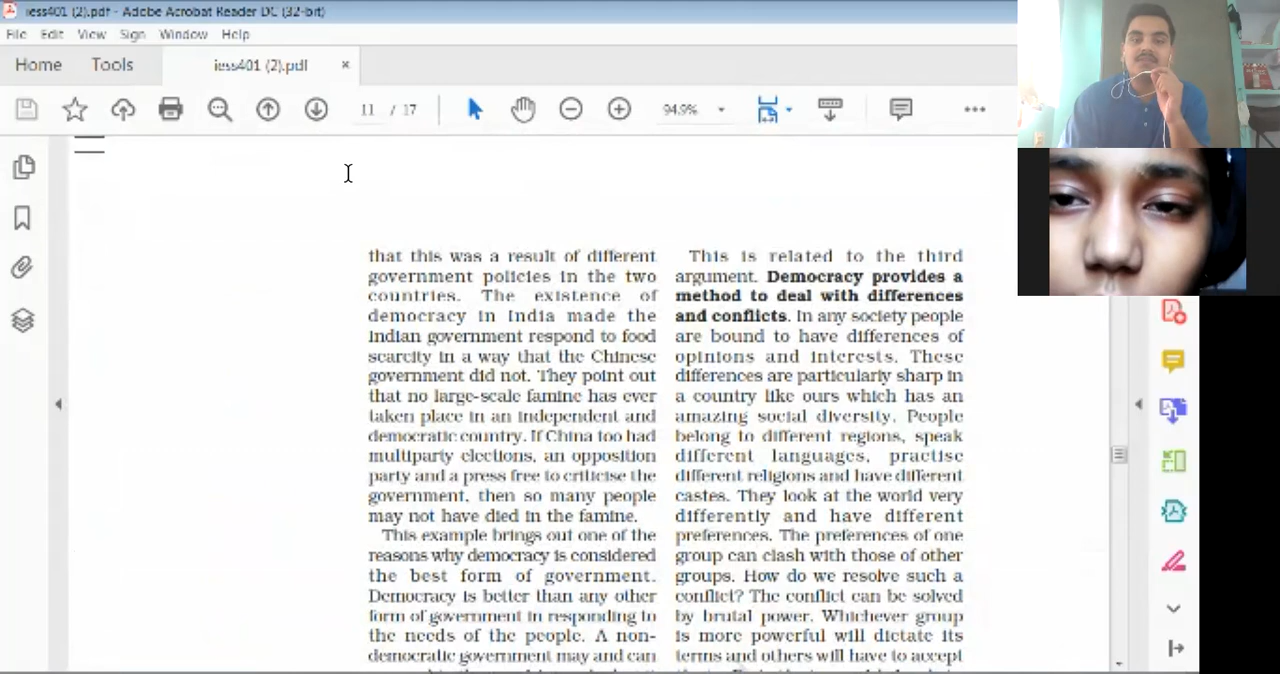 iess401 (2).pdf - Adobe Acrobat Reader DC (32-bit)
File Edit View Sign Window Help
Home Tools iess401 (2).pdf ×
11 / 17 94.9%
that this was a result of different
government policies in the two
countries. The existence of
democracy in India made the
Indian government respond to food
scarcity in a way that the Chinese
government did not. They point out
that no large-scale famine has ever
taken place in an independent and
democratic country. If China too had
multiparty elections, an opposition
party and a press free to criticise the
government, then so many people
may not have died in the famine.
This example brings out one of the
reasons why democracy is considered
the best form of government.
Democracy is better than any other
form of government in responding to
the needs of the people. A non-
democratic government may and can
This is related to the third
argument. Democracy provides a
method to deal with differences
and conflicts. In any society people
are bound to have differences of
opinions and interests. These
differences are particularly sharp in
a country like ours which has an
amazing social diversity. People
belong to different regions, speak
different languages, practise
different religions and have different
castes. They look at the world very
differently and have different
preferences. The preferences of one
group can clash with those of other
groups. How do we resolve such a
conflict? The conflict can be solved
by brutal power. Whichever group
is more powerful will dictate its
terms and others will have to accept